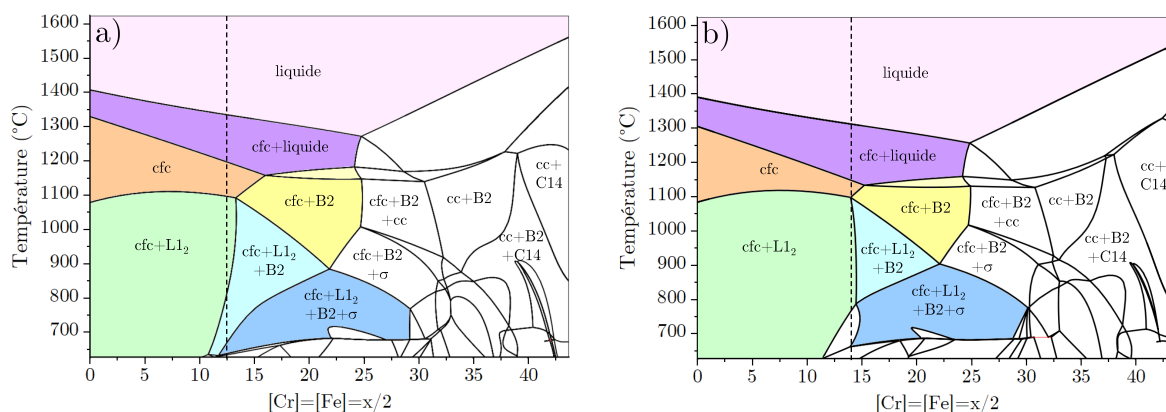 a)
Température (°C)
1600
1500
1400
1300
1200
1100
1000
900
800
700
liquide
cfc+liquide
cfc
cfc+B2
cfc+B2
+cc
cc+B2
cc+
C14
cfc+L1₂
cfc+L1₂
+B2
cfc+B2
+σ
cc+B2
+C14
cfc+L1₂
+B2+σ
0 5 10 15 20 25 30 35 40
[Cr]=[Fe]=x/2
b)
Température (°C)
1600
1500
1400
1300
1200
1100
1000
900
800
700
liquide
cfc+liquide
cfc
cfc+B2
cfc+B2
+cc
cc+B2
cc+
C14
cfc+L1₂
cfc+L1₂
+B2
cfc+B2
+σ
cc+B2
+C14
cfc+L1₂
+B2+σ
0 5 10 15 20 25 30 35 40
[Cr]=[Fe]=x/2